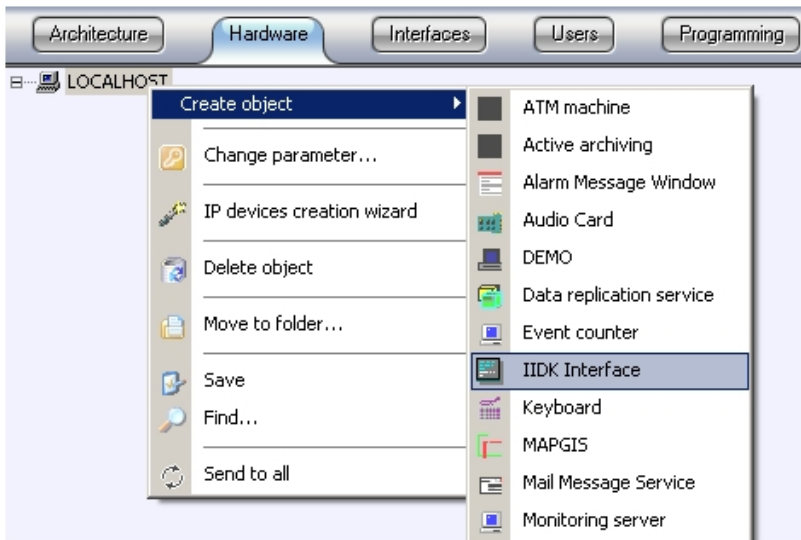 Architecture Hardware Interfaces Users Programming
LOCALHOST
Create object
Change parameter...
IP devices creation wizard
Delete object
Move to folder...
Save
Find...
Send to all
ATM machine
Active archiving
Alarm Message Window
Audio Card
DEMO
Data replication service
Event counter
IIDK Interface
Keyboard
MAPGIS
Mail Message Service
Monitoring server